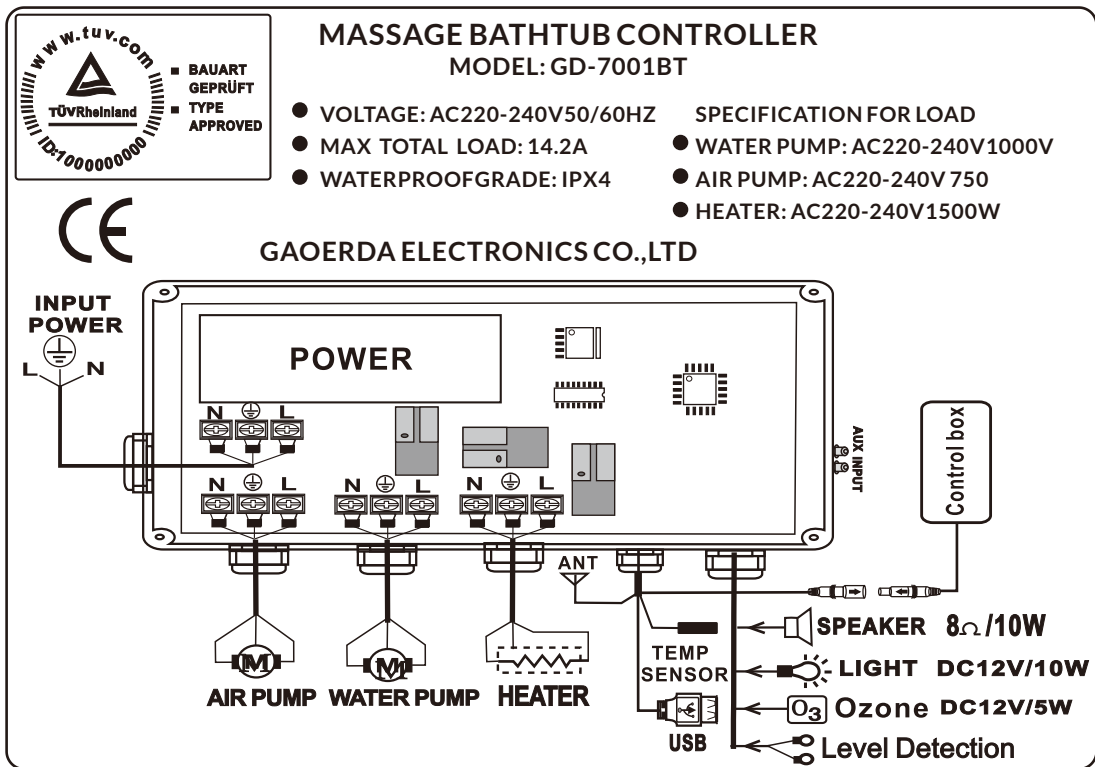 www.tuv.com
TÜVRheinland
ID:1000000000
BAUART
GEPRÜFT
TYPE
APPROVED
CE
MASSAGE BATHTUB CONTROLLER
MODEL: GD-7001BT
VOLTAGE: AC220-240V50/60HZ
MAX TOTAL LOAD: 14.2A
WATERPROOFGRADE: IPX4
SPECIFICATION FOR LOAD
WATER PUMP: AC220-240V1000V
AIR PUMP: AC220-240V 750
HEATER: AC220-240V1500W
GAOERDA ELECTRONICS CO.,LTD
INPUT
POWER
L N
POWER
N L
N L
N L
N L
AUX INPUT
Control box
ANT
AIR PUMP
M
WATER PUMP
M
HEATER
TEMP
SENSOR
USB
SPEAKER 8Ω/10W
LIGHT DC12V/10W
O3 Ozone DC12V/5W
Level Detection